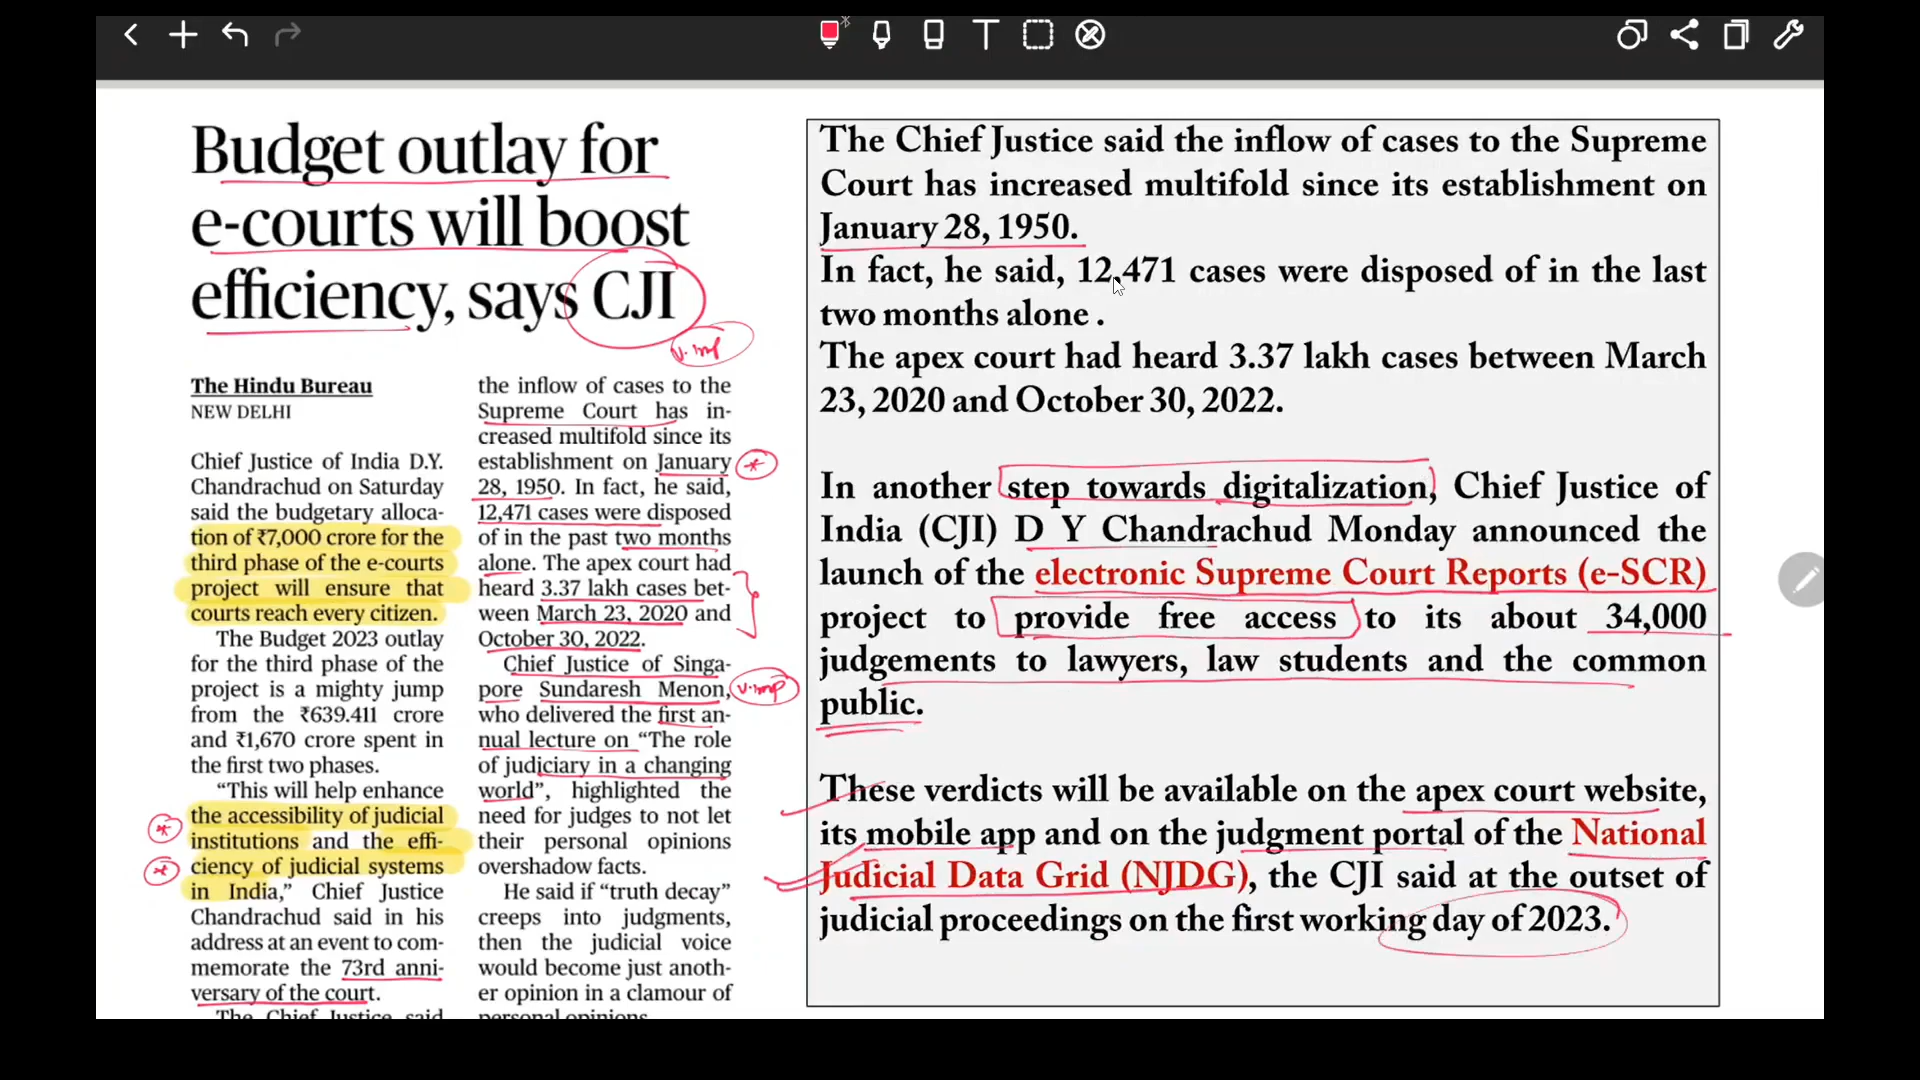 Budget outlay for
e-courts will boost
efficiency, says CJI
v.imp
The Hindu Bureau
NEW DELHI
Chief Justice of India D.Y.
Chandrachud on Saturday
said the budgetary alloca-
tion of ₹7,000 crore for the
third phase of the e-courts
project will ensure that
courts reach every citizen.
The Budget 2023 outlay
for the third phase of the
project is a mighty jump
from the ₹639.411 crore
and ₹1,670 crore spent in
the first two phases.
“This will help enhance
the accessibility of judicial
institutions and the effi-
ciency of judicial systems
in India,” Chief Justice
Chandrachud said in his
address at an event to com-
memorate the 73rd anni-
versary of the court.
The Chief Justice said
the inflow of cases to the
Supreme Court has in-
creased multifold since its
establishment on January
28, 1950. In fact, he said,
12,471 cases were disposed
of in the past two months
alone. The apex court had
heard 3.37 lakh cases bet-
ween March 23, 2020 and
October 30, 2022.
Chief Justice of Singa-
pore Sundaresh Menon,
v.imp
who delivered the first an-
nual lecture on “The role
of judiciary in a changing
world”, highlighted the
need for judges to not let
their personal opinions
overshadow facts.
He said if “truth decay”
creeps into judgments,
then the judicial voice
would become just anoth-
er opinion in a clamour of
personal opinions.
The Chief Justice said the inflow of cases to the Supreme
Court has increased multifold since its establishment on
January 28, 1950.
In fact, he said, 12,471 cases were disposed of in the last
two months alone .
The apex court had heard 3.37 lakh cases between March
23, 2020 and October 30, 2022.
In another step towards digitalization, Chief Justice of
India (CJI) D Y Chandrachud Monday announced the
launch of the electronic Supreme Court Reports (e-SCR)
project to provide free access to its about 34,000
judgements to lawyers, law students and the common
public.
These verdicts will be available on the apex court website,
its mobile app and on the judgment portal of the National
Judicial Data Grid (NJDG), the CJI said at the outset of
judicial proceedings on the first working day of 2023.